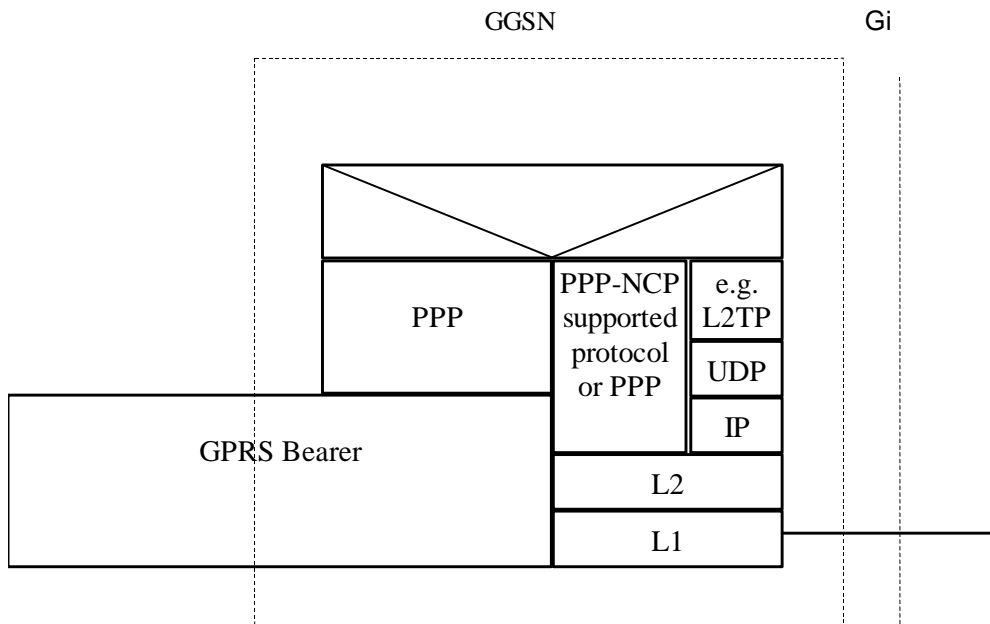 GGSN
Gi
PPP
PPP-NCP
supported
protocol
or PPP
e.g.
L2TP
UDP
IP
GPRS Bearer
L2
L1